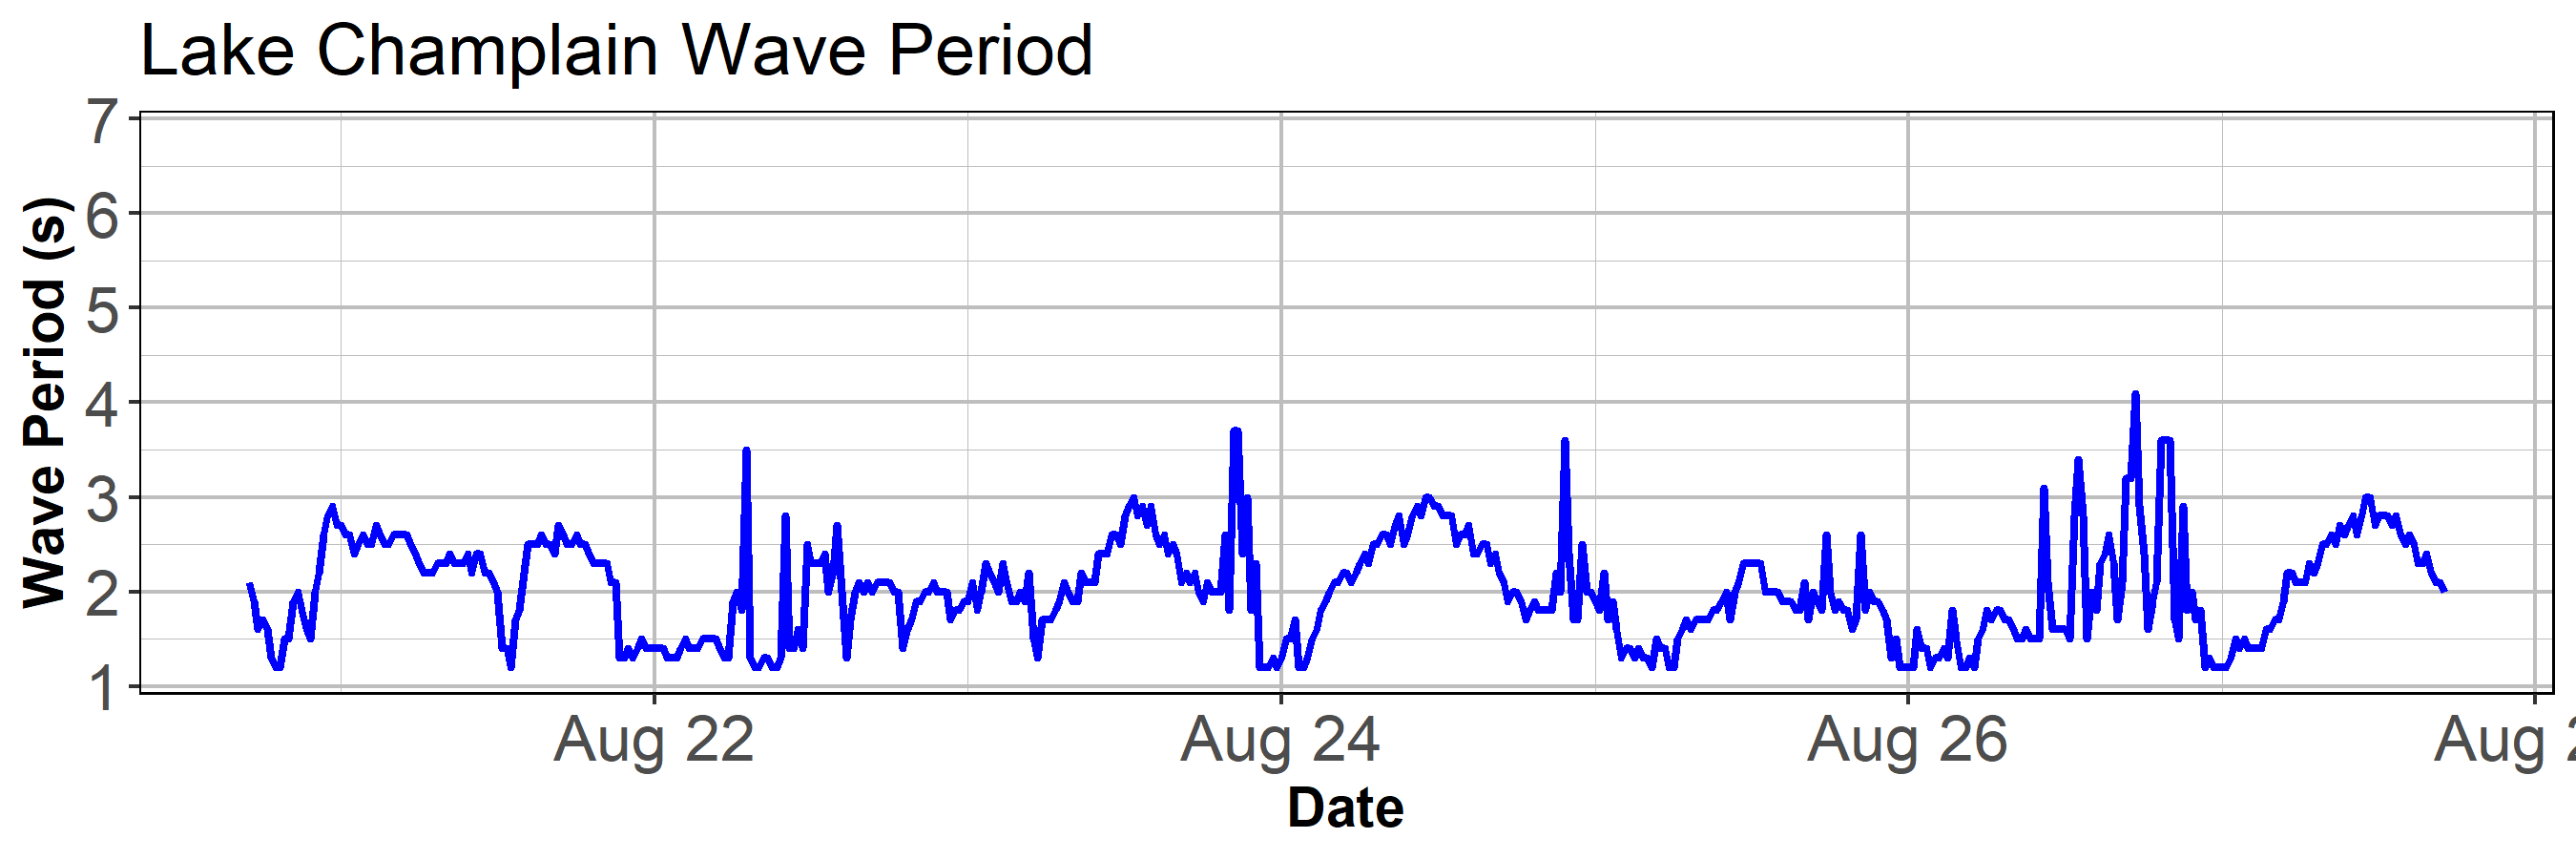 Lake Champlain Wave Period
Wave Period (s)
7
6
5
4
3
2
1
Aug 22
Aug 24
Aug 26
Aug
Date